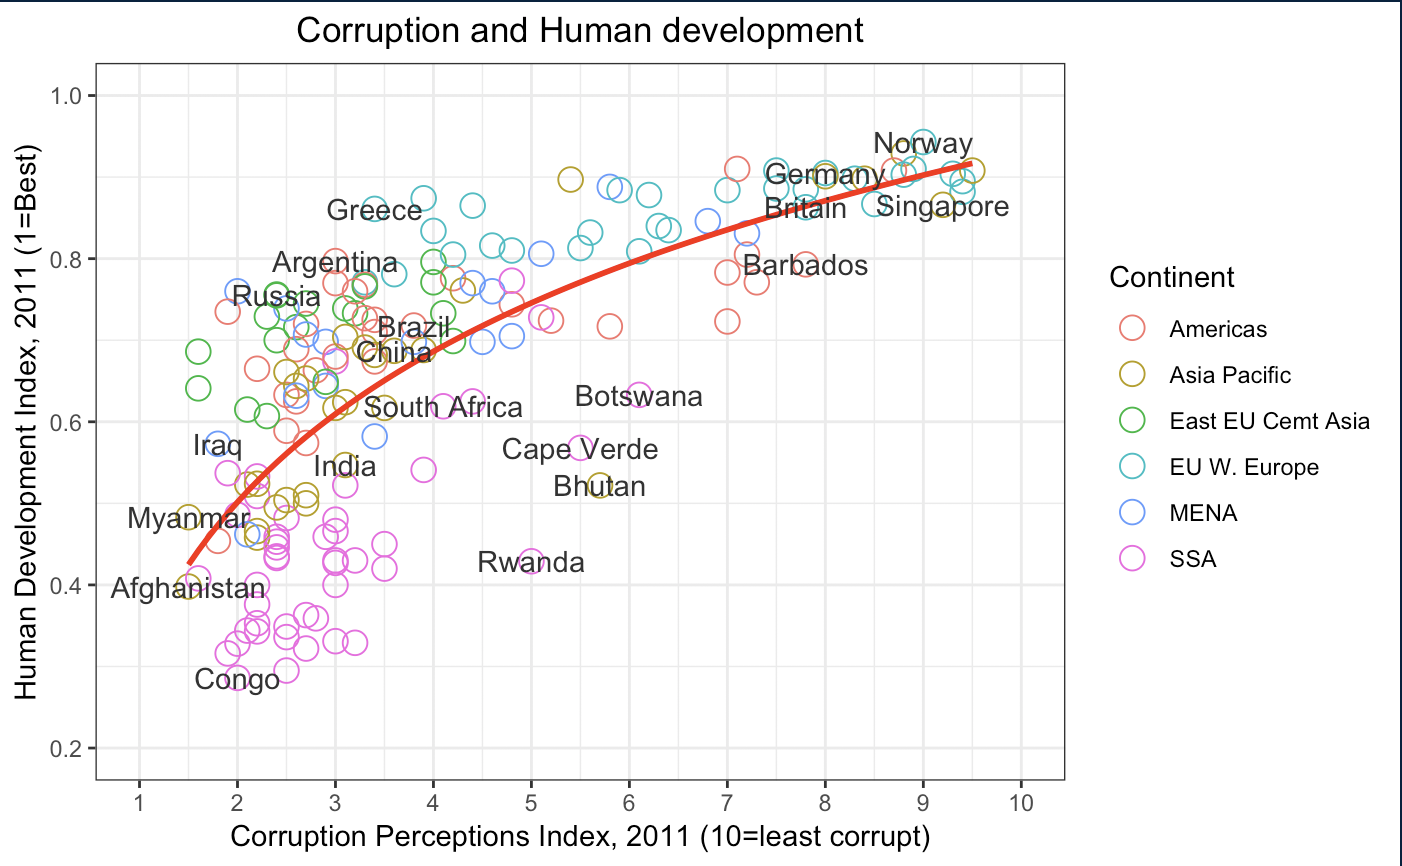 Corruption and Human development
Human Development Index, 2011 (1=Best)
1.0
0.8
0.6
0.4
0.2
Norway
Germany
Greece
Britain
Singapore
Argentina
Barbados
Russia
Brazil
China
Botswana
South Africa
Iraq
Cape Verde
India
Bhutan
Myanmar
Rwanda
Afghanistan
Congo
1 2 3 4 5 6 7 8 9 10
Corruption Perceptions Index, 2011 (10=least corrupt)
Continent
Americas
Asia Pacific
East EU Cemt Asia
EU W. Europe
MENA
SSA